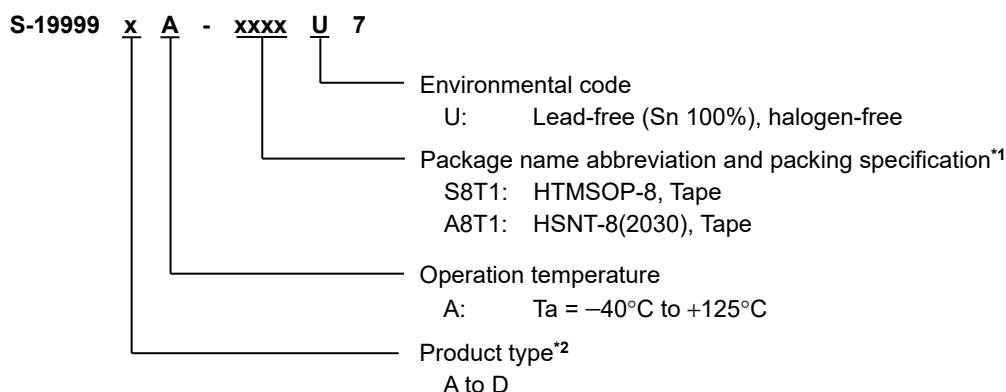 S-19999 x A - xxxx U 7
Environmental code
U: Lead-free (Sn 100%), halogen-free
Package name abbreviation and packing specification*1
S8T1: HTMSOP-8, Tape
A8T1: HSNT-8(2030), Tape
Operation temperature
A: Ta = −40°C to +125°C
Product type*2
A to D